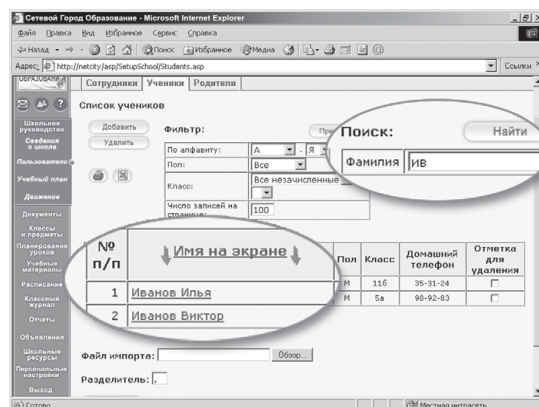 Сетевой Город Образование - Microsoft Internet Explorer
Файл Правка Вид Избранное Сервис Справка
Назад Поиск Избранное Медиа
Адрес: http://netcity/asp/SetupSchool/Students.asp Ссылки
Сотрудники Ученики Родители
Список учеников
Школьное руководство
Сведения о школе
Пользователи
Учебный план
Движение
Документы
Классы и предметы
Планирование уроков
Учебные материалы
Расписание
Классный журнал
Отчеты
Объявления
Школьные ресурсы
Персональные настройки
Выход
Добавить
Удалить
Фильтр:
По алфавиту: А - Я
Пол: Все
Класс: Все незачисленные
Число записей на странице: 100
Поиск: Найти
Фамилия ИВ
№ п/п Имя на экране Пол Класс Домашний телефон Отметка для удаления
1 Иванов Илья М 11б 35-31-24
2 Иванов Виктор М 5а 98-92-83
Файл импорта: Обзор...
Разделитель: ,
Готово Местная интрасеть